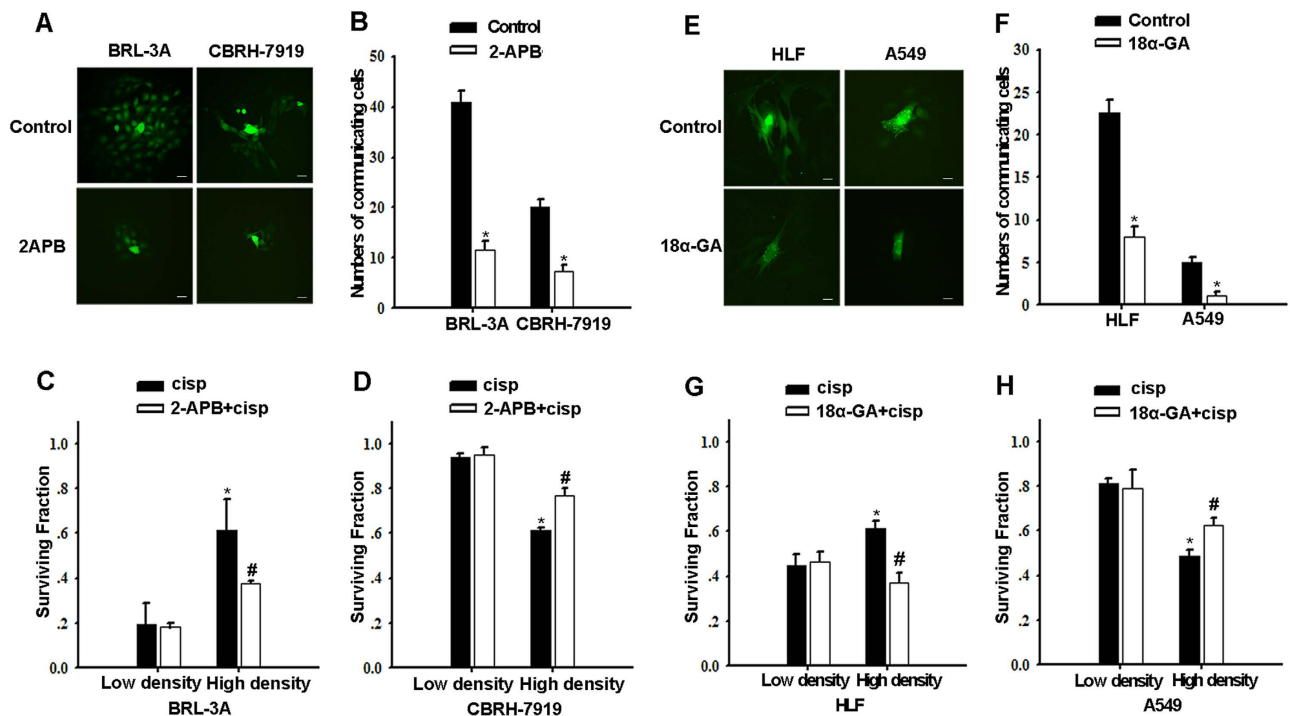 A
BRL-3A CBRH-7919
Control
2APB
B
Control
2-APB
Numbers of communicating cells
50
40
30
20
10
0
*
*
BRL-3A CBRH-7919
E
HLF A549
Control
18α-GA
F
Control
18α-GA
Numbers of communicating cells
30
25
20
15
10
5
0
*
*
HLF A549
C
cisp
2-APB+cisp
Surviving Fraction
1.0
.8
.6
.4
.2
0.0
*
#
Low density High density
BRL-3A
D
cisp
2-APB+cisp
Surviving Fraction
1.0
.8
.6
.4
.2
0.0
*
#
Low density High density
CBRH-7919
G
cisp
18α-GA+cisp
Surviving Fraction
1.0
.8
.6
.4
.2
0.0
*
#
Low density High density
HLF
H
cisp
18α-GA+cisp
Surviving Fraction
1.0
.8
.6
.4
.2
0.0
*
#
Low density High density
A549